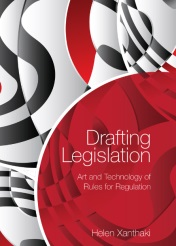 Drafting
Legislation
Art and Technology of
Rules for Regulation
Helen Xanthaki